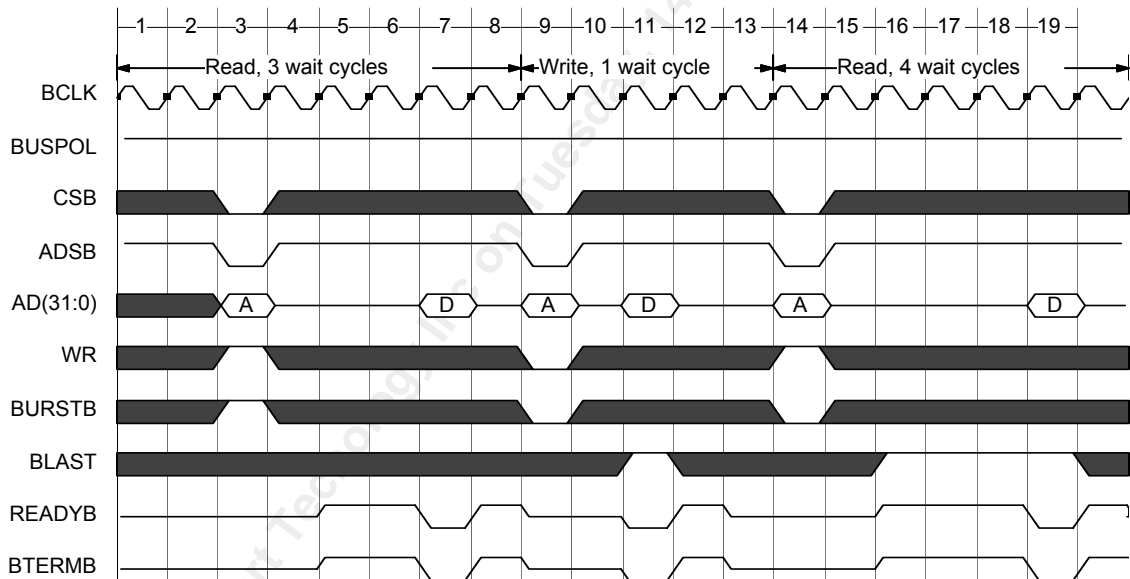 1 2 3 4 5 6 7 8 9 10 11 12 13 14 15 16 17 18 19
Read, 3 wait cycles Write, 1 wait cycle Read, 4 wait cycles
BCLK
BUSPOL
CSB
ADSB
AD(31:0) A D A D A D
WR
BURSTB
BLAST
READYB
BTERMB